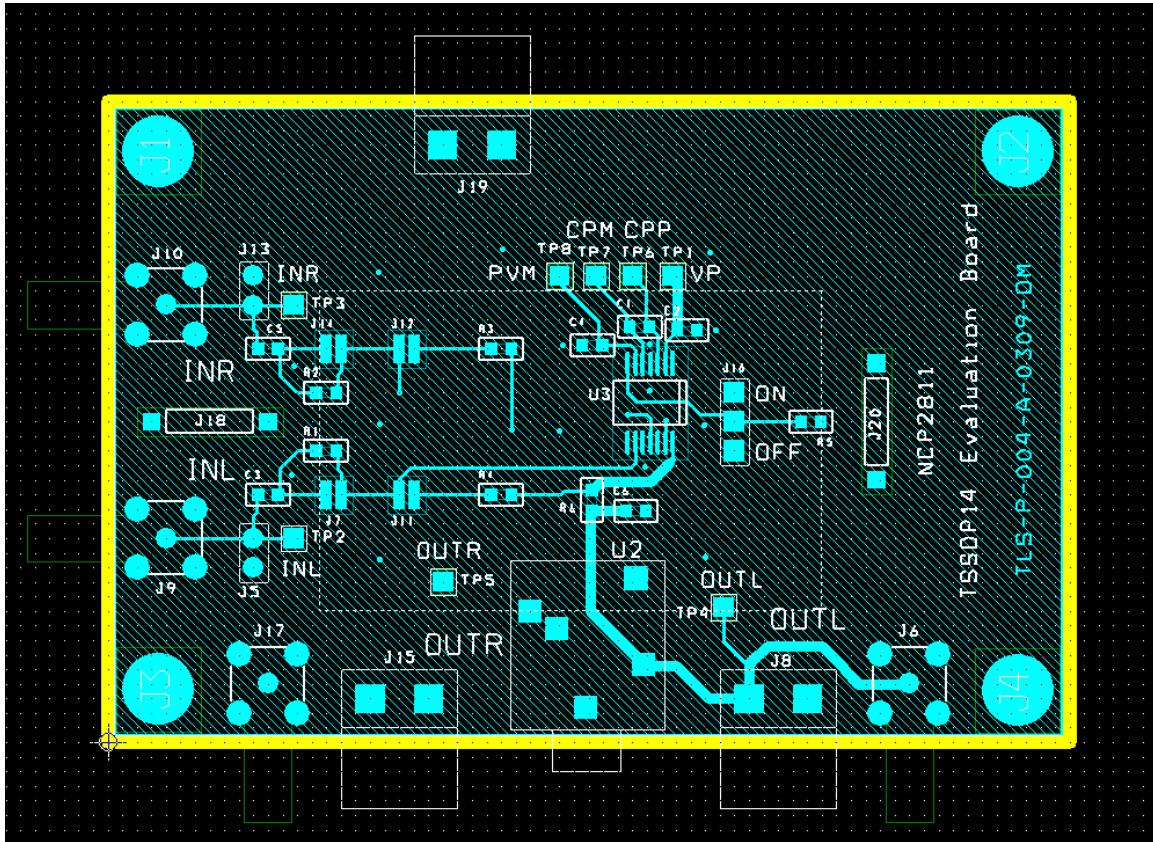 J1
J2
J19
CPM CPP
TP8 TP7 TP6 TP1
PVM
VP
J10
J13
INR
TP3
C1
C2
C5
J14
J12
R3
C4
INR
R2
U3
J16
ON
J18
J20
R5
OFF
R1
INL
C3
R4
C6
R6
J7
J11
TP2
INL
J9
J5
OUTR
U2
TP5
OUTL
TP4
OUTL
J17
OUTR
J15
J8
J6
J3
J4
NCP2811
TSSOP14 Evaluation Board
TLS-P-004-A-0309-DM